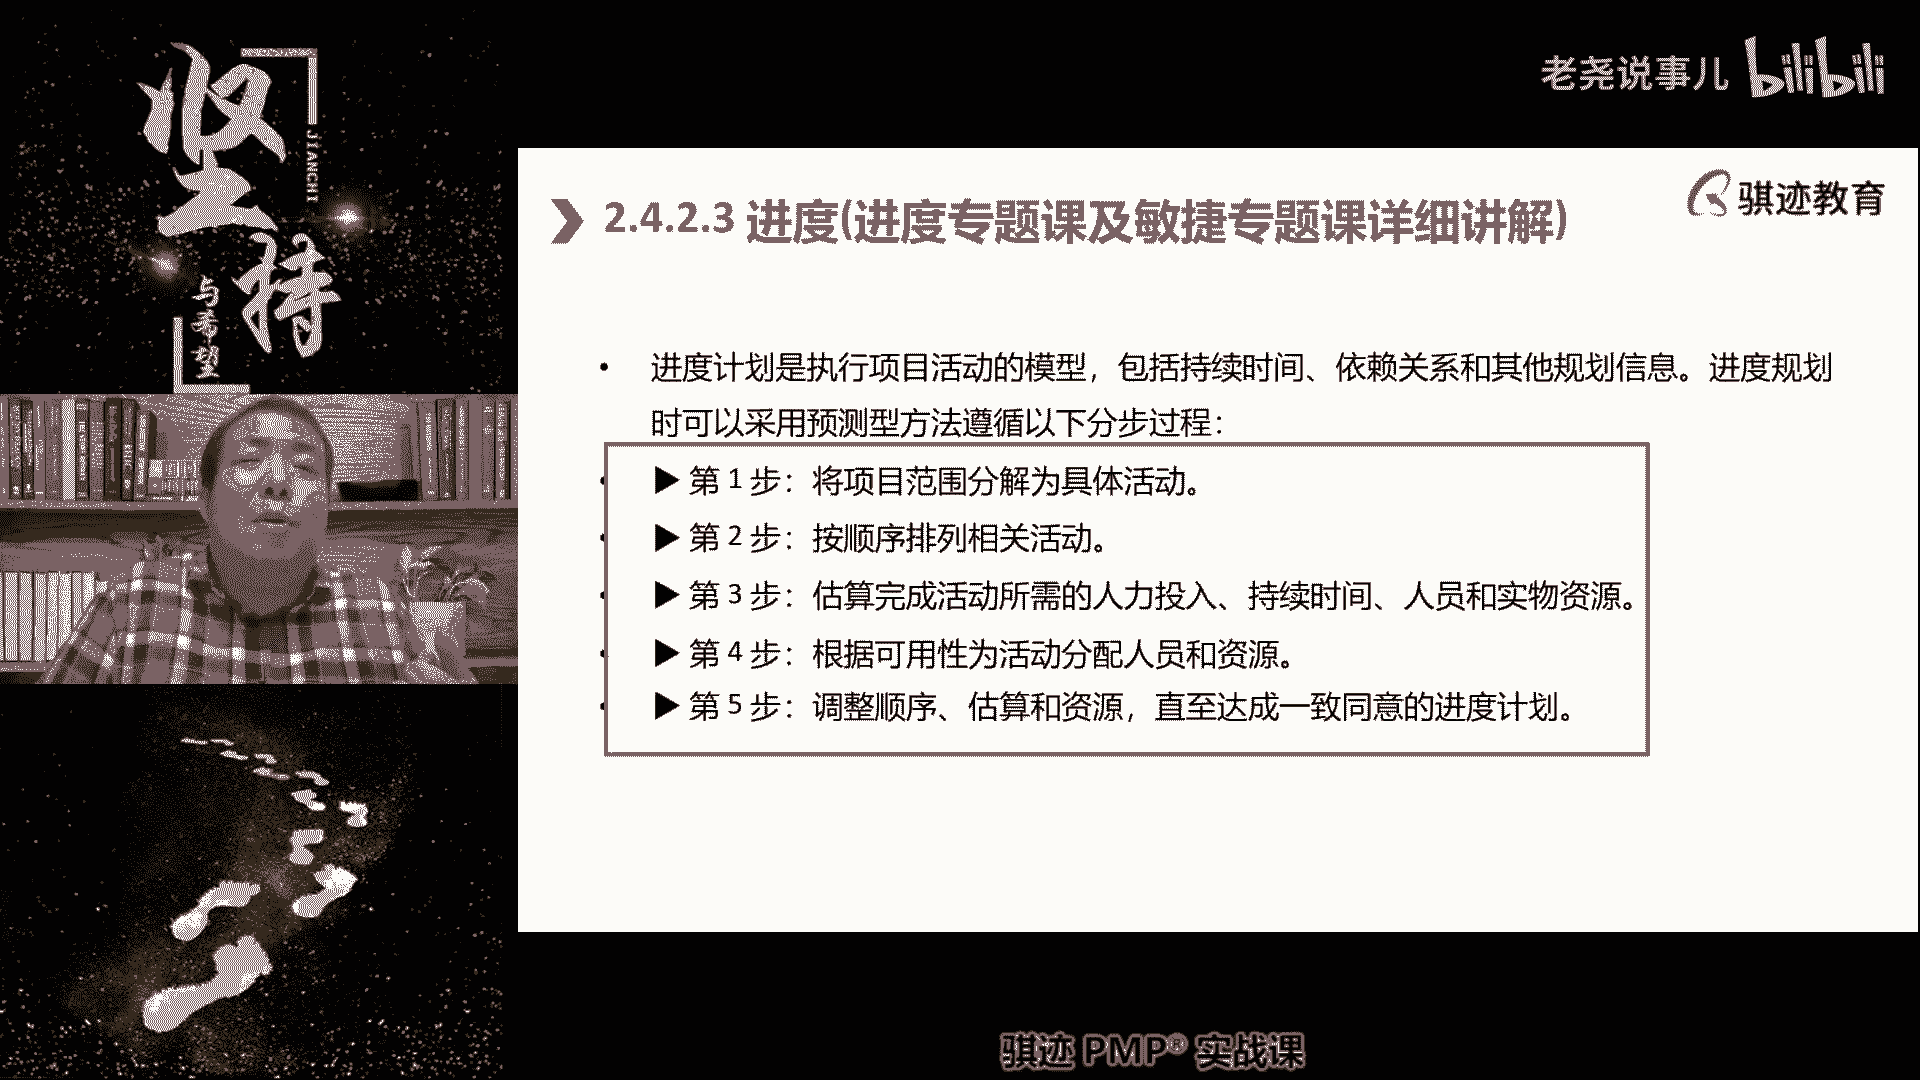 坚持
JIANCHI
与希望
老尧说事儿 bilibili
骐迹教育
2.4.2.3 进度(进度专题课及敏捷专题课详细讲解)
• 进度计划是执行项目活动的模型，包括持续时间、依赖关系和其他规划信息。进度规划
时可以采用预测型方法遵循以下分步过程：
▶ 第 1 步：将项目范围分解为具体活动。
▶ 第 2 步：按顺序排列相关活动。
▶ 第 3 步：估算完成活动所需的人力投入、持续时间、人员和实物资源。
▶ 第 4 步：根据可用性为活动分配人员和资源。
▶ 第 5 步：调整顺序、估算和资源，直至达成一致同意的进度计划。
骐迹 PMP® 实战课